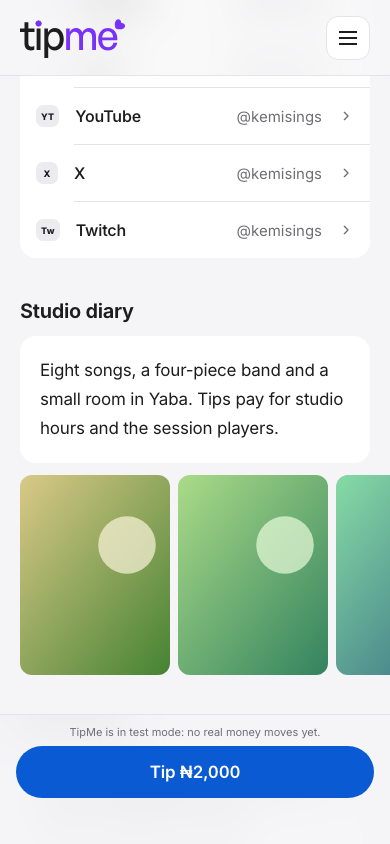 tipme
YT YouTube @kemisings
X X @kemisings
Tw Twitch @kemisings
Studio diary
Eight songs, a four-piece band and a
small room in Yaba. Tips pay for studio
hours and the session players.
TipMe is in test mode: no real money moves yet.
Tip ₦2,000